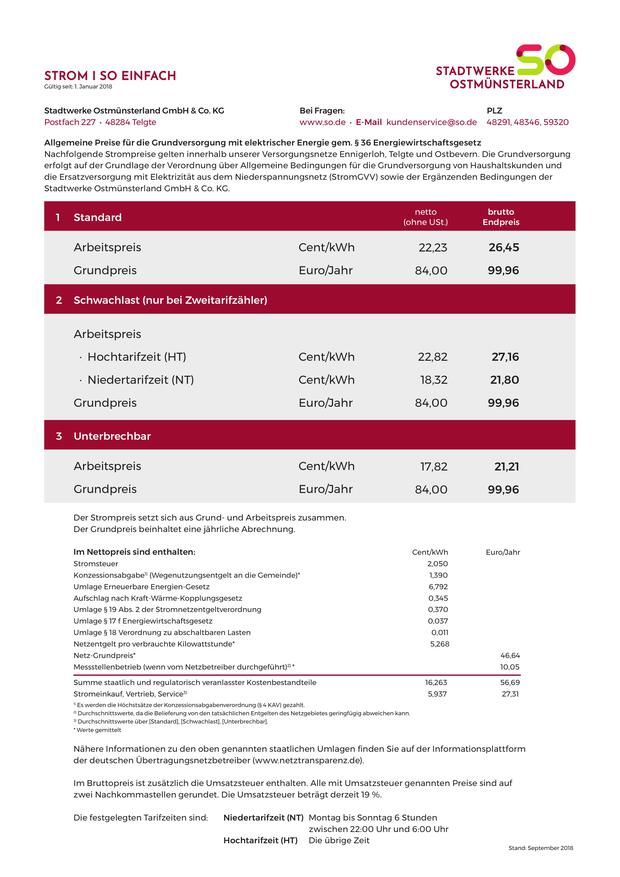 STROM I SO EINFACH
Gültig seit: 1. Januar 2018
SO
STADTWERKE
OSTMÜNSTERLAND
Stadtwerke Ostmünsterland GmbH & Co. KG
Postfach 227 · 48284 Telgte
Bei Fragen:
www.so.de · E-Mail kundenservice@so.de
PLZ
48291, 48346, 59320
Allgemeine Preise für die Grundversorgung mit elektrischer Energie gem. § 36 Energiewirtschaftsgesetz
Nachfolgende Strompreise gelten innerhalb unserer Versorgungsnetze Ennigerloh, Telgte und Ostbevern. Die Grundversorgung
erfolgt auf der Grundlage der Verordnung über Allgemeine Bedingungen für die Grundversorgung von Haushaltskunden und
die Ersatzversorgung mit Elektrizität aus dem Niederspannungsnetz (StromGVV) sowie der Ergänzenden Bedingungen der
Stadtwerke Ostmünsterland GmbH & Co. KG.
1 Standard netto (ohne USt.) brutto Endpreis
Arbeitspreis Cent/kWh 22,23 26,45
Grundpreis Euro/Jahr 84,00 99,96
2 Schwachlast (nur bei Zweitarifzähler)
Arbeitspreis
· Hochtarifzeit (HT) Cent/kWh 22,82 27,16
· Niedertarifzeit (NT) Cent/kWh 18,32 21,80
Grundpreis Euro/Jahr 84,00 99,96
3 Unterbrechbar
Arbeitspreis Cent/kWh 17,82 21,21
Grundpreis Euro/Jahr 84,00 99,96
Der Strompreis setzt sich aus Grund- und Arbeitspreis zusammen.
Der Grundpreis beinhaltet eine jährliche Abrechnung.
Im Nettopreis sind enthalten: Cent/kWh Euro/Jahr
Stromsteuer 2,050
Konzessionsabgabe¹⁾ (Wegenutzungsentgelt an die Gemeinde)* 1,390
Umlage Erneuerbare Energien-Gesetz 6,792
Aufschlag nach Kraft-Wärme-Kopplungsgesetz 0,345
Umlage § 19 Abs. 2 der Stromnetzentgeltverordnung 0,370
Umlage § 17 f Energiewirtschaftsgesetz 0,037
Umlage § 18 Verordnung zu abschaltbaren Lasten 0,011
Netzentgelt pro verbrauchte Kilowattstunde* 5,268
Netz-Grundpreis* 46,64
Messstellenbetrieb (wenn vom Netzbetreiber durchgeführt)²⁾ * 10,05
Summe staatlich und regulatorisch veranlasster Kostenbestandteile 16,263 56,69
Stromeinkauf, Vertrieb, Service³⁾ 5,937 27,31
¹⁾ Es werden die Höchstsätze der Konzessionsabgabenverordnung (§ 4 KAV) gezahlt.
²⁾ Durchschnittswerte, da die Belieferung von den tatsächlichen Entgelten des Netzgebietes geringfügig abweichen kann.
³⁾ Durchschnittswerte über [Standard], [Schwachlast], [Unterbrechbar].
* Werte gemittelt
Nähere Informationen zu den oben genannten staatlichen Umlagen finden Sie auf der Informationsplattform
der deutschen Übertragungsnetzbetreiber (www.netztransparenz.de).
Im Bruttopreis ist zusätzlich die Umsatzsteuer enthalten. Alle mit Umsatzsteuer genannten Preise sind auf
zwei Nachkommastellen gerundet. Die Umsatzsteuer beträgt derzeit 19 %.
Die festgelegten Tarifzeiten sind: Niedertarifzeit (NT) Montag bis Sonntag 6 Stunden
zwischen 22:00 Uhr und 6:00 Uhr
Hochtarifzeit (HT) Die übrige Zeit
Stand: September 2018